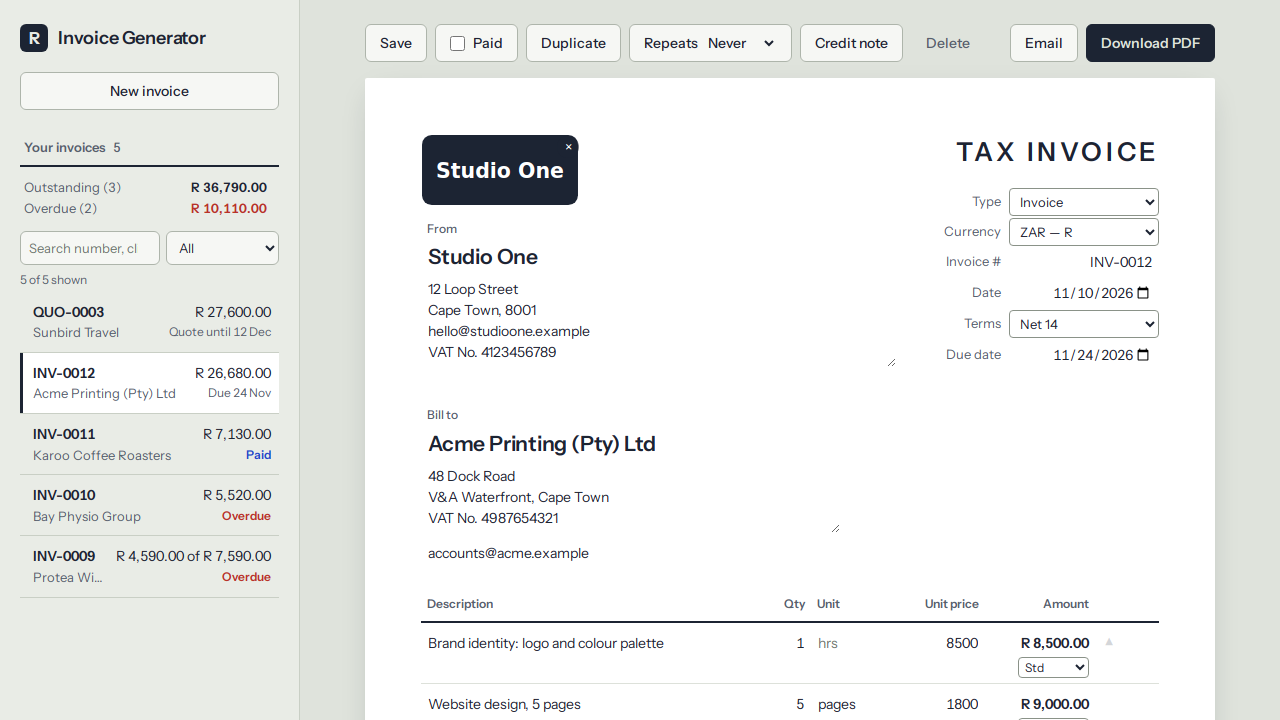 R Invoice Generator
New invoice
Your invoices 5
Outstanding (3) R 36,790.00
Overdue (2) R 10,110.00
Search number, cl All
5 of 5 shown
QUO-0003 R 27,600.00
Sunbird Travel Quote until 12 Dec
INV-0012 R 26,680.00
Acme Printing (Pty) Ltd Due 24 Nov
INV-0011 R 7,130.00
Karoo Coffee Roasters Paid
INV-0010 R 5,520.00
Bay Physio Group Overdue
INV-0009 R 4,590.00 of R 7,590.00
Protea Wi... Overdue
Save Paid Duplicate Repeats Never Credit note Delete Email Download PDF
Studio One ×
TAX INVOICE
Type Invoice
Currency ZAR — R
Invoice # INV-0012
Date 11/10/2026
Terms Net 14
Due date 11/24/2026
From
Studio One
12 Loop Street
Cape Town, 8001
hello@studioone.example
VAT No. 4123456789
Bill to
Acme Printing (Pty) Ltd
48 Dock Road
V&A Waterfront, Cape Town
VAT No. 4987654321
accounts@acme.example
Description Qty Unit Unit price Amount
Brand identity: logo and colour palette 1 hrs 8500 R 8,500.00
Std
Website design, 5 pages 5 pages 1800 R 9,000.00